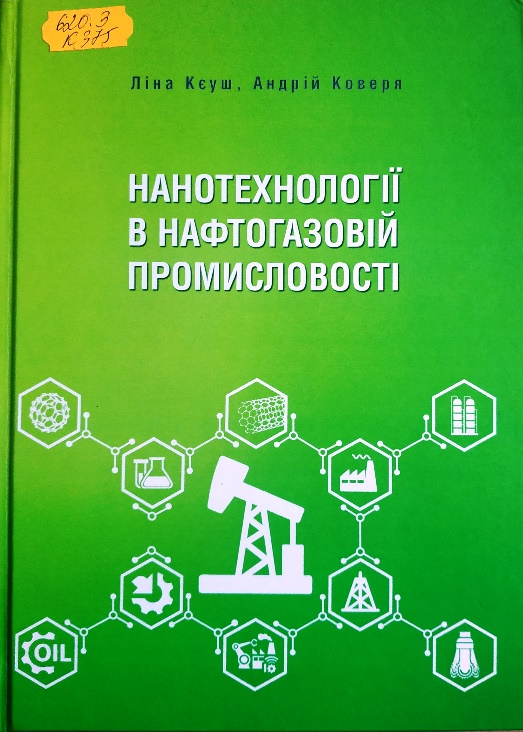 620.3
К 375
Ліна Кєуш, Андрій Коверя
НАНОТЕХНОЛОГІЇ
В НАФТОГАЗОВІЙ
ПРОМИСЛОВОСТІ
OIL